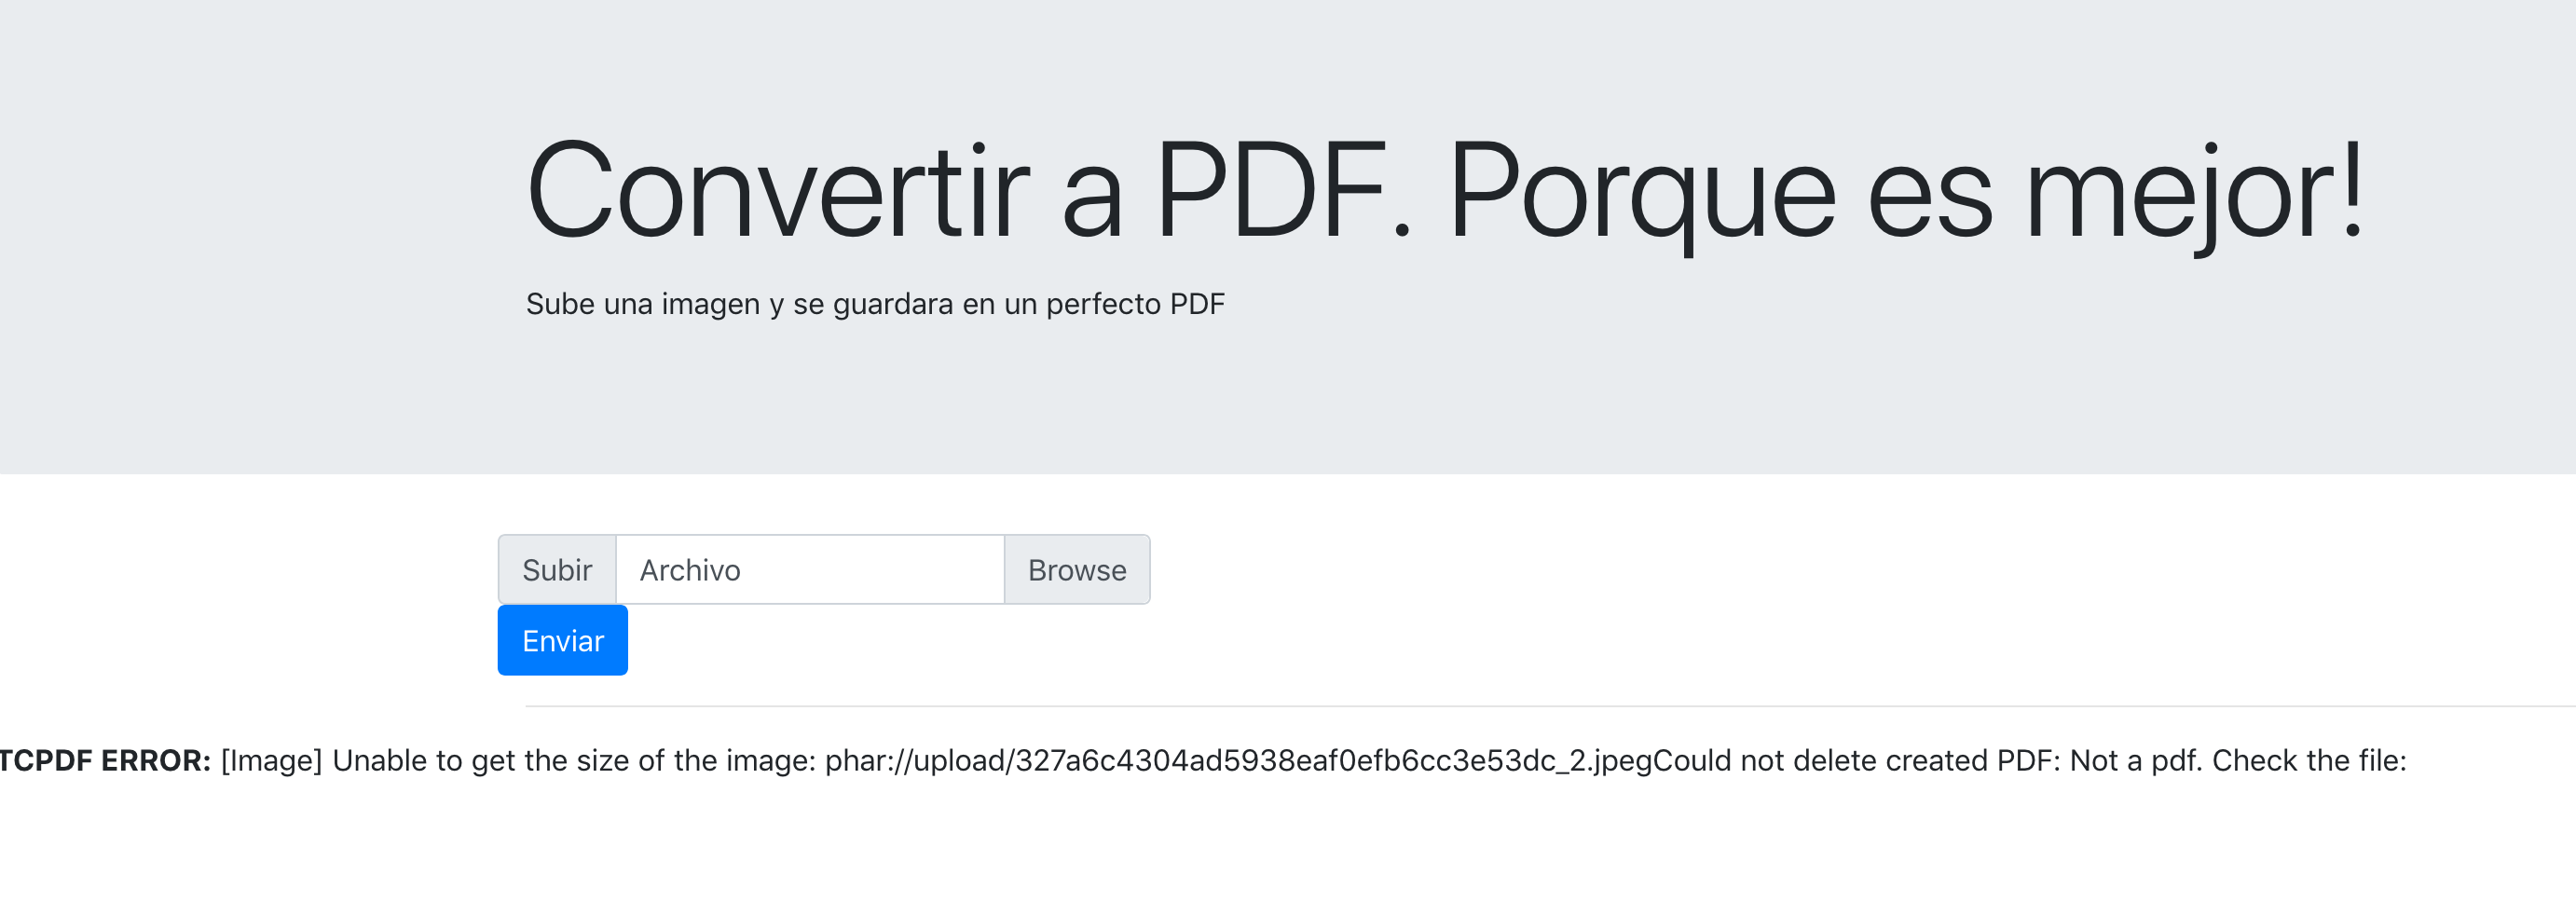 Convertir a PDF. Porque es mejor!
Sube una imagen y se guardara en un perfecto PDF
Subir Archivo Browse
Enviar
TCPDF ERROR: [Image] Unable to get the size of the image: phar://upload/327a6c4304ad5938eaf0efb6cc3e53dc_2.jpegCould not delete created PDF: Not a pdf. Check the file: